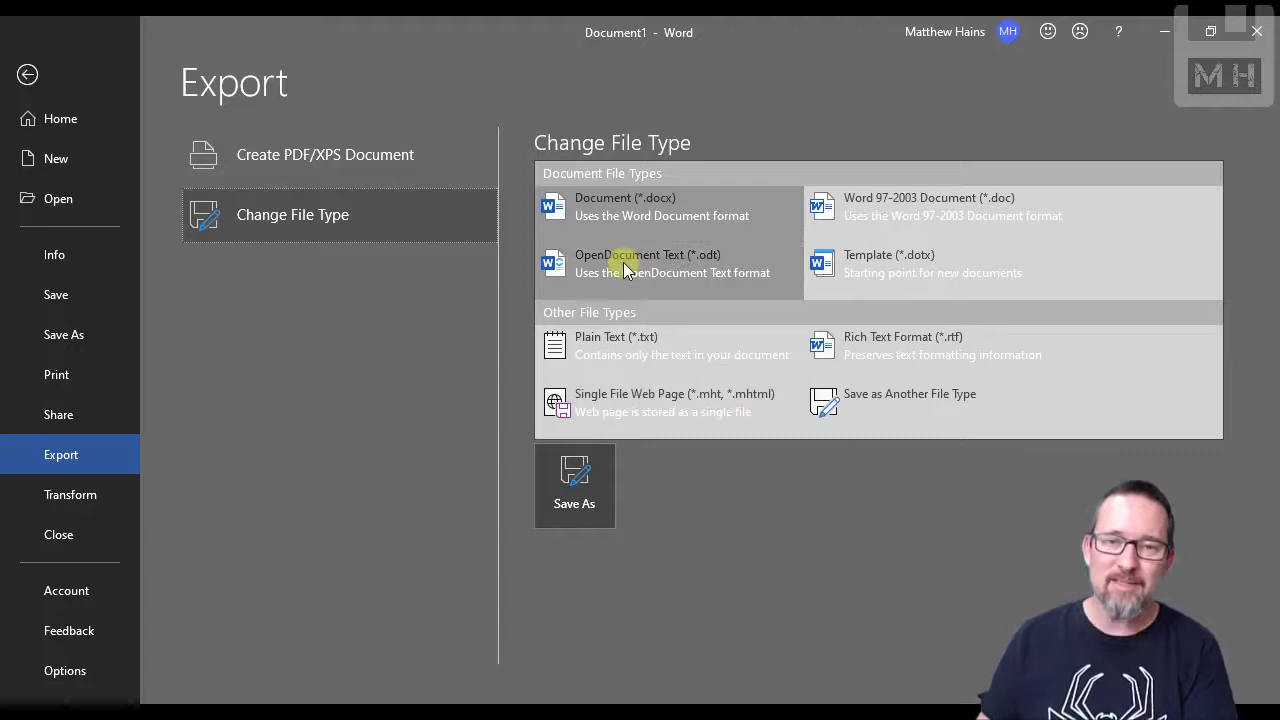 Document1 - Word
Matthew Hains
MH
?
MH
Export
Home
New
Open
Info
Save
Save As
Print
Share
Export
Transform
Close
Account
Feedback
Options
Create PDF/XPS Document
Change File Type
Change File Type
Document File Types
Document (*.docx)
Uses the Word Document format
Word 97-2003 Document (*.doc)
Uses the Word 97-2003 Document format
OpenDocument Text (*.odt)
Uses the OpenDocument Text format
Template (*.dotx)
Starting point for new documents
Other File Types
Plain Text (*.txt)
Contains only the text in your document
Rich Text Format (*.rtf)
Preserves text formatting information
Single File Web Page (*.mht, *.mhtml)
Web page is stored as a single file
Save as Another File Type
Save As